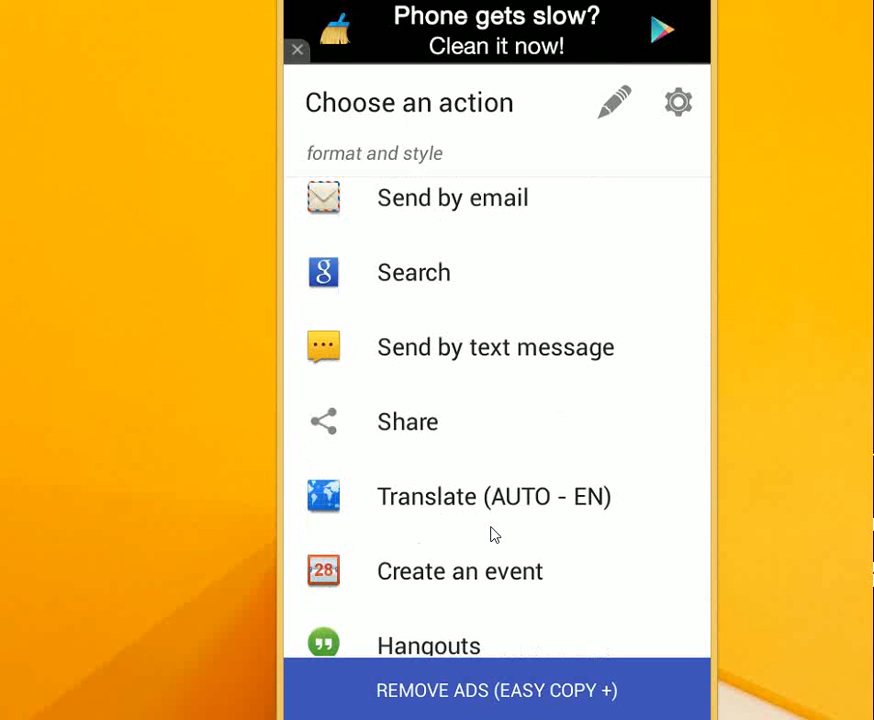 Phone gets slow?
Clean it now!
Choose an action
format and style
Send by email
Search
Send by text message
Share
Translate (AUTO - EN)
28
Create an event
Hangouts
REMOVE ADS (EASY COPY +)